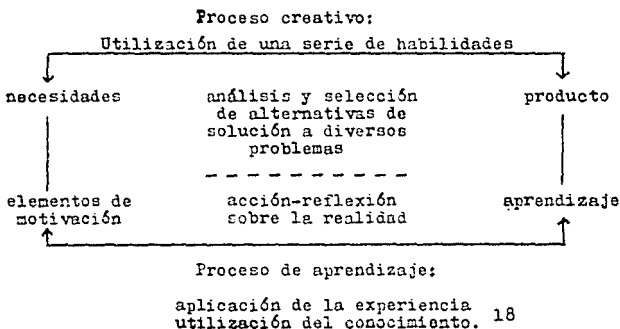 Proceso creativo:
Utilización de una serie de habilidades
necesidades
análisis y selección
de alternativas de
solución a diversos
problemas
producto
elementos de
motivación
acción-reflexión
sobre la realidad
aprendizaje
Proceso de aprendizaje:
aplicación de la experiencia
utilización del conocimiento. 18